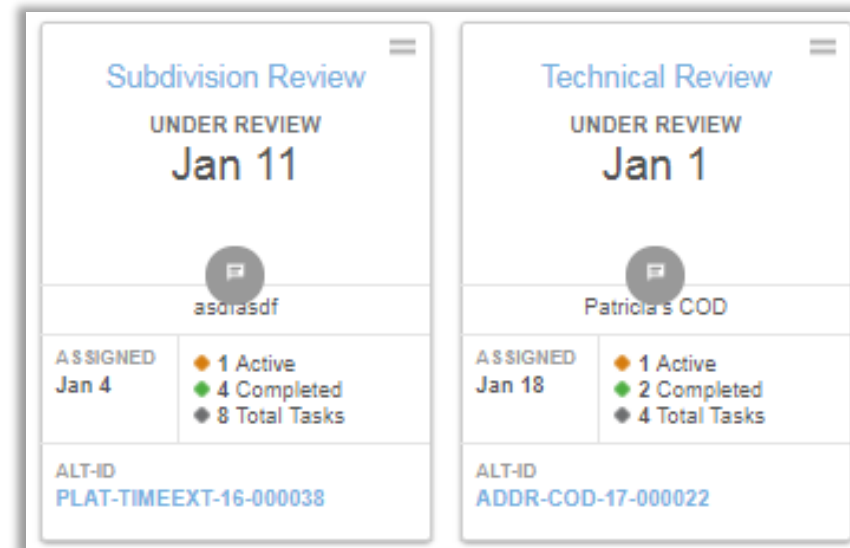 Subdivision Review
UNDER REVIEW
Jan 11
asdfasdf
ASSIGNED
Jan 4
1 Active
4 Completed
8 Total Tasks
ALT-ID
PLAT-TIMEEXT-16-000038
Technical Review
UNDER REVIEW
Jan 1
Patricia's COD
ASSIGNED
Jan 18
1 Active
2 Completed
4 Total Tasks
ALT-ID
ADDR-COD-17-000022